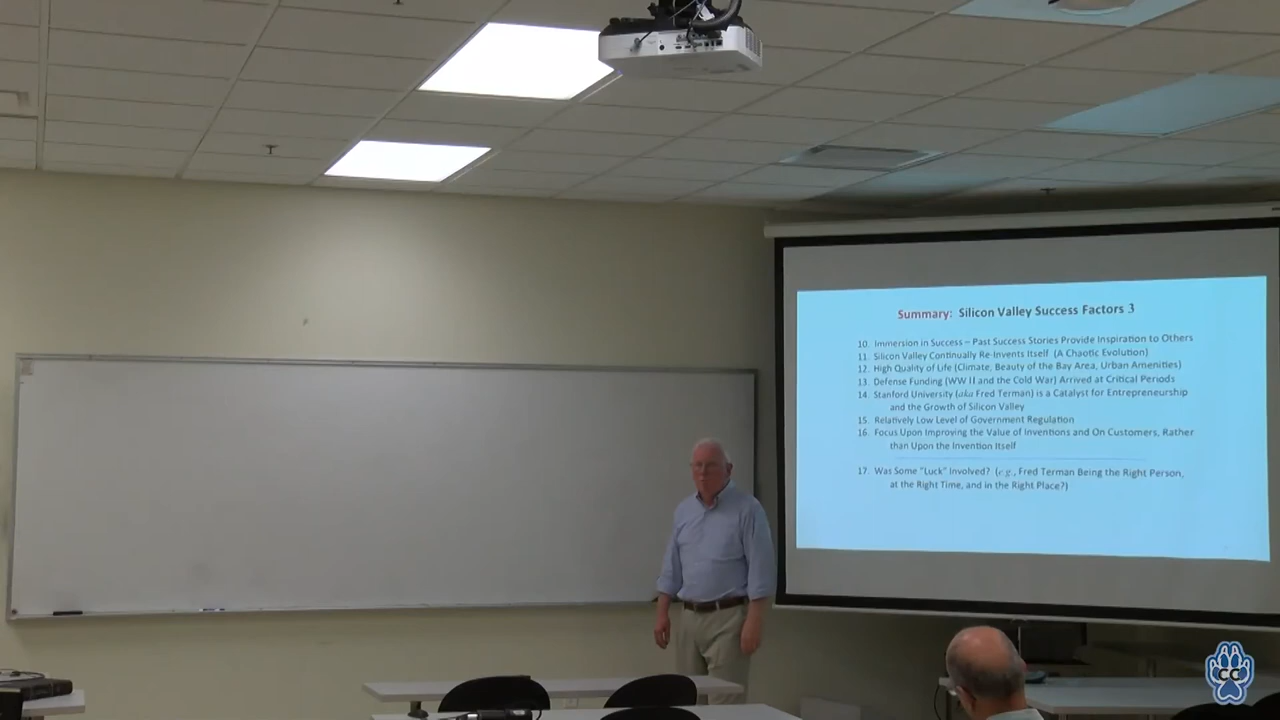 Summary: Silicon Valley Success Factors 3
10. Immersion in Success – Past Success Stories Provide Inspiration to Others
11. Silicon Valley Continually Re-Invents Itself (A Chaotic Evolution)
12. High Quality of Life (Climate, Beauty of the Bay Area, Urban Amenities)
13. Defense Funding (WW II and the Cold War) Arrived at Critical Periods
14. Stanford University (aka Fred Terman) is a Catalyst for Entrepreneurship
and the Growth of Silicon Valley
15. Relatively Low Level of Government Regulation
16. Focus Upon Improving the Value of Inventions and On Customers, Rather
than Upon the Invention Itself
17. Was Some "Luck" Involved? (e.g., Fred Terman Being the Right Person,
at the Right Time, and in the Right Place?)
CC